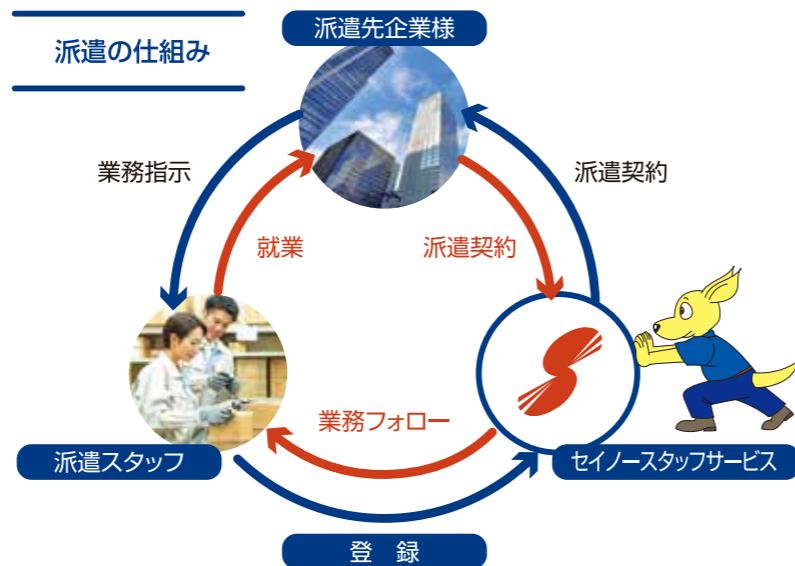 派遣先企業様
派遣の仕組み
業務指示
派遣契約
就業
派遣契約
業務フォロー
派遣スタッフ
セイノースタッフサービス
登 録